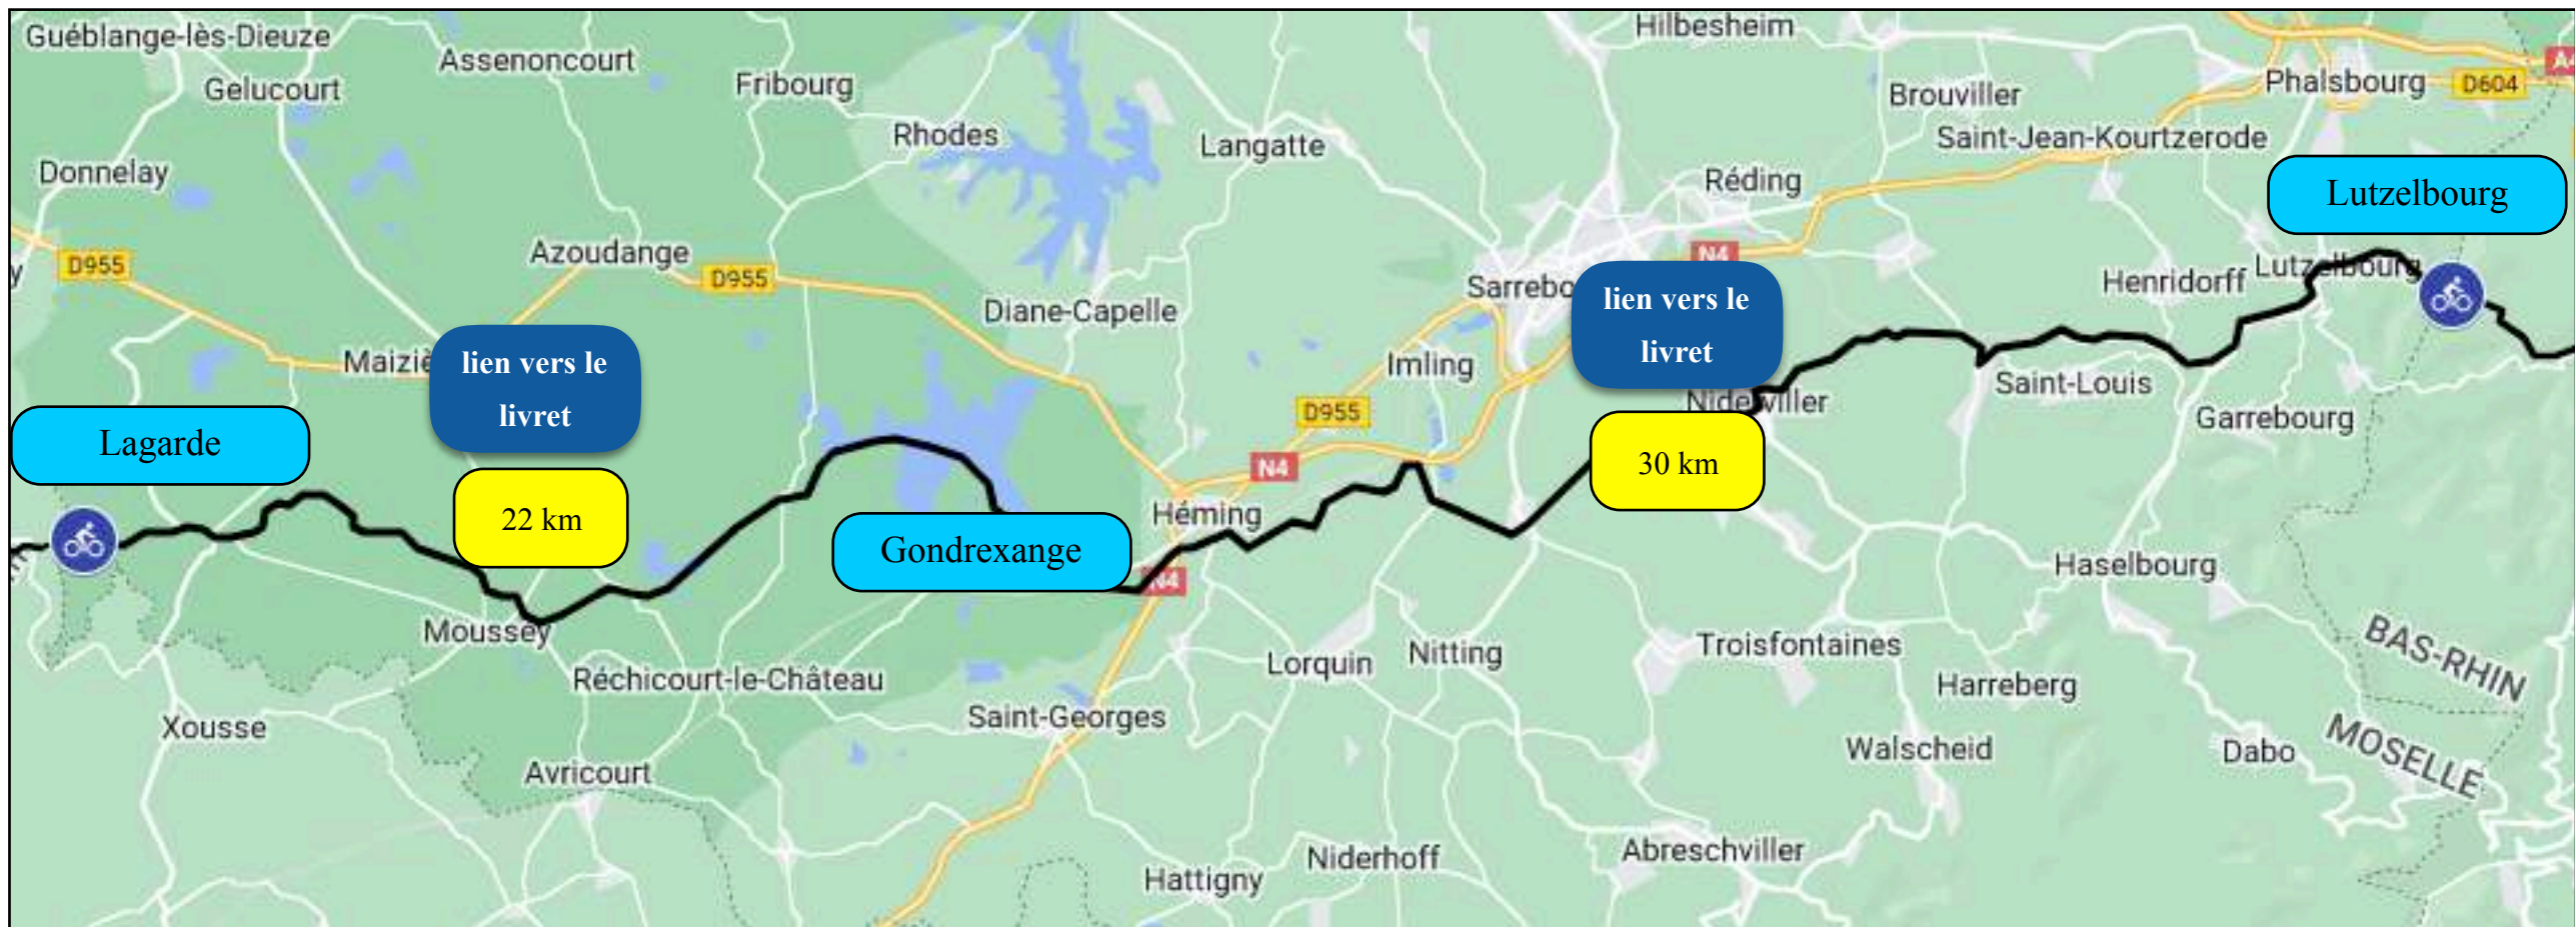 Guéblange-lès-Dieuze
Hilbesheim
Assenoncourt
Gelucourt
Fribourg
Phalsbourg
D604
Brouviller
Rhodes
Saint-Jean-Kourtzerode
Langatte
Donnelay
Réding
Lutzelbourg
Azoudange
D955
D955
N4
Lutzelbourg
Henridorff
Diane-Capelle
Sarrebo
lien vers le
livret
Maiziè
lien vers le
livret
Imling
Saint-Louis
Niderviller
D955
Garrebourg
Lagarde
30 km
N4
22 km
Héming
Gondrexange
N4
Haselbourg
Moussey
Troisfontaines
Nitting
Lorquin
BAS-RHIN
Réchicourt-le-Château
Harreberg
Saint-Georges
Xousse
Walscheid
Dabo
MOSELLE
Avricourt
Abreschviller
Niderhoff
Hattigny